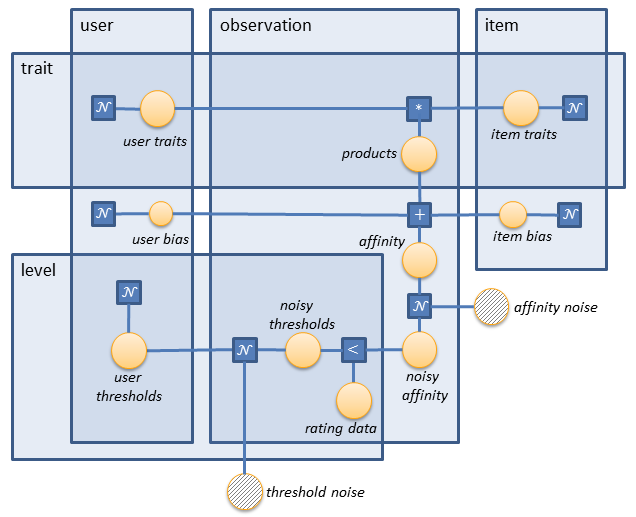 user
observation
item
trait
𝒩
*
𝒩
user traits
item traits
products
𝒩
+
𝒩
user bias
item bias
affinity
level
𝒩
noisy
thresholds
𝒩
affinity noise
𝒩
<
user
thresholds
noisy
affinity
rating data
threshold noise